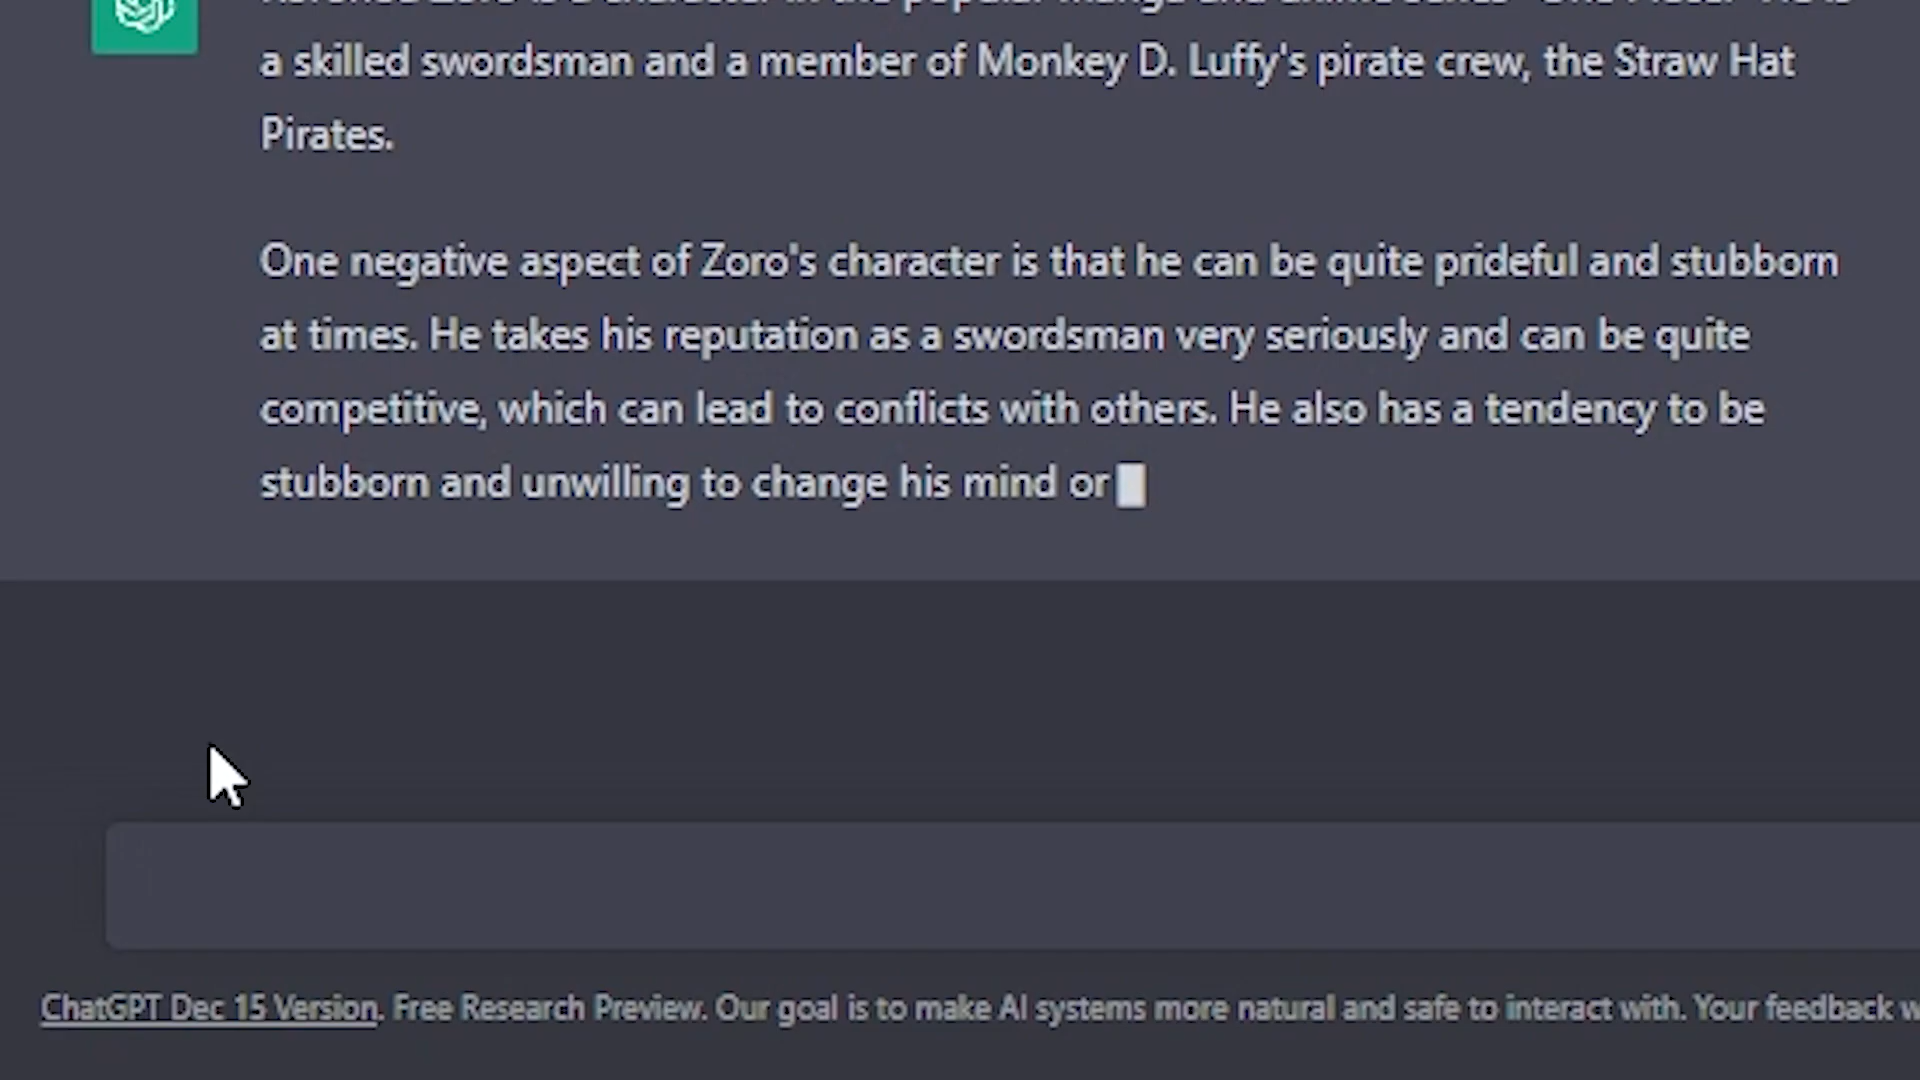 a skilled swordsman and a member of Monkey D. Luffy's pirate crew, the Straw Hat
Pirates.
One negative aspect of Zoro's character is that he can be quite prideful and stubborn
at times. He takes his reputation as a swordsman very seriously and can be quite
competitive, which can lead to conflicts with others. He also has a tendency to be
stubborn and unwilling to change his mind or
ChatGPT Dec 15 Version. Free Research Preview. Our goal is to make AI systems more natural and safe to interact with. Your feedback